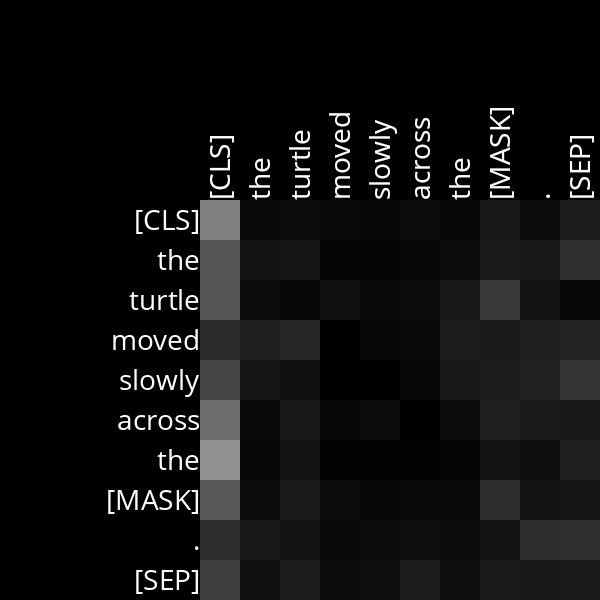 [CLS] the turtle moved slowly across the [MASK] . [SEP]
[CLS]
the
turtle
moved
slowly
across
the
[MASK]
.
[SEP]